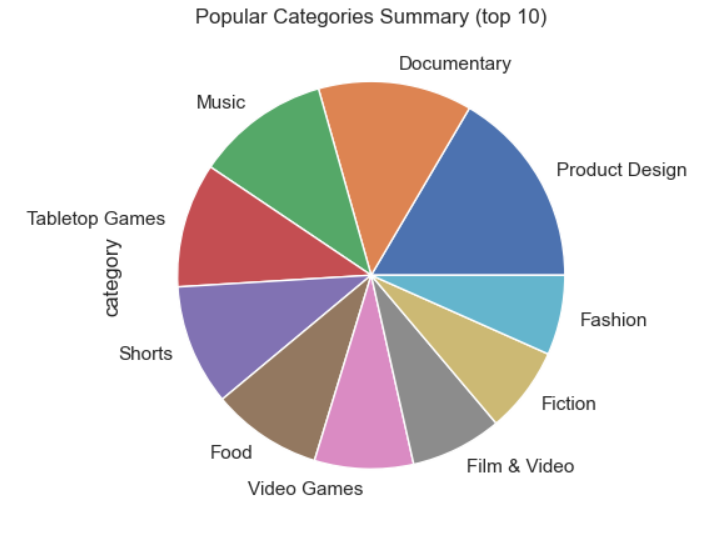 Popular Categories Summary (top 10)
Documentary
Music
Product Design
Tabletop Games
category
Fashion
Shorts
Fiction
Food
Film & Video
Video Games